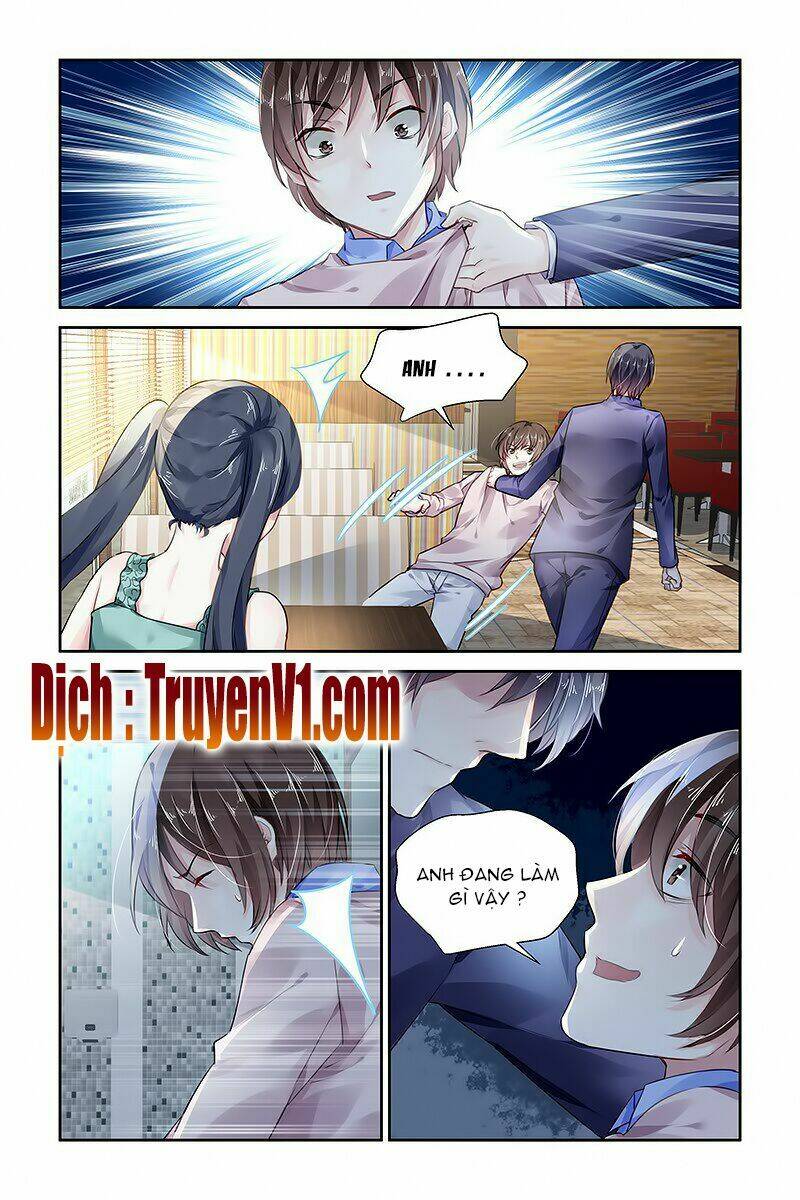 ANH ....
Dịch : TruyenV1.com
ANH ĐANG LÀM
GÌ VẬY ?